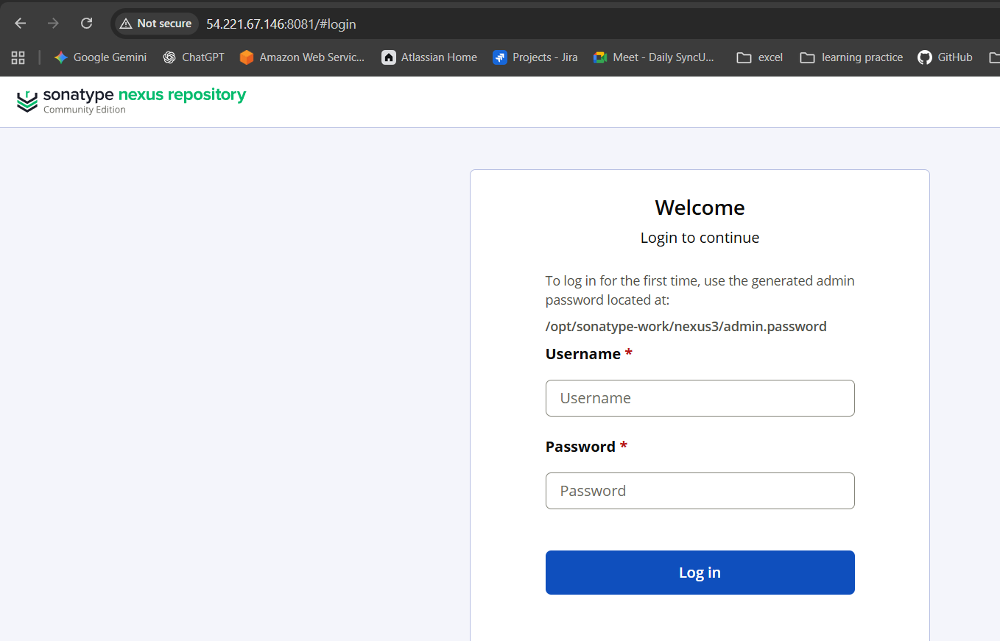 Not secure 54.221.67.146:8081/#login
Google Gemini ChatGPT Amazon Web Servic... Atlassian Home Projects - Jira Meet - Daily SyncU... excel learning practice GitHub
r
sonatype nexus repository
Community Edition
Welcome
Login to continue
To log in for the first time, use the generated admin
password located at:
/opt/sonatype-work/nexus3/admin.password
Username *
Username
Password *
Password
Log in